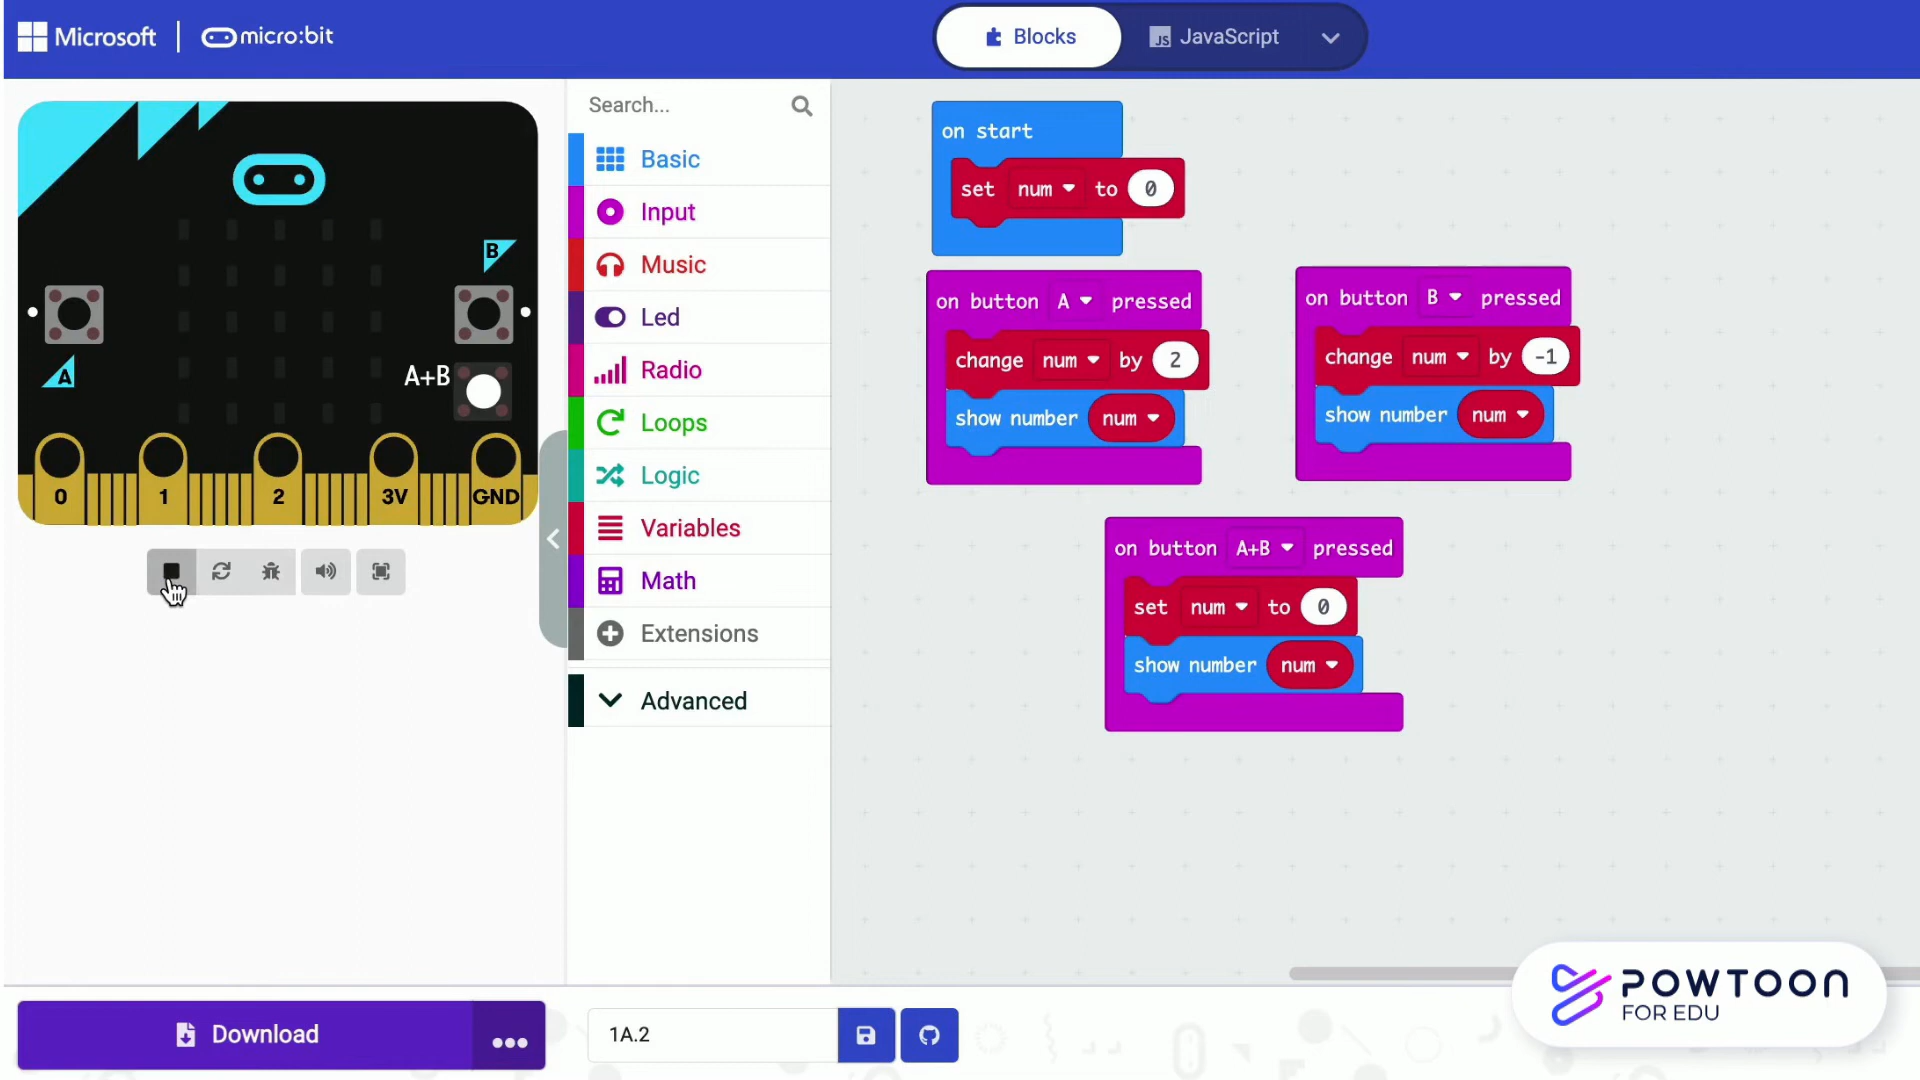 Microsoft | micro:bit
Blocks
JavaScript
Search...
Basic
Input
Music
Led
Radio
Loops
Logic
Variables
Math
Extensions
Advanced
B
A
A+B
0 1 2 3V GND
on start
set num to 0
on button A pressed
change num by 2
show number num
on button B pressed
change num by -1
show number num
on button A+B pressed
set num to 0
show number num
Download
1A.2
POWTOON
FOR EDU